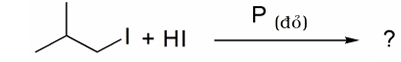 I + HI P (đỏ) ?